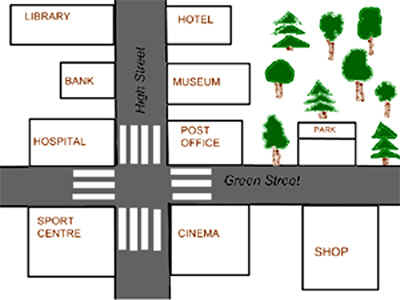 LIBRARY
HOTEL
High Street
BANK
MUSEUM
HOSPITAL
POST
OFFICE
PARK
Green Street
SPORT
CENTRE
CINEMA
SHOP